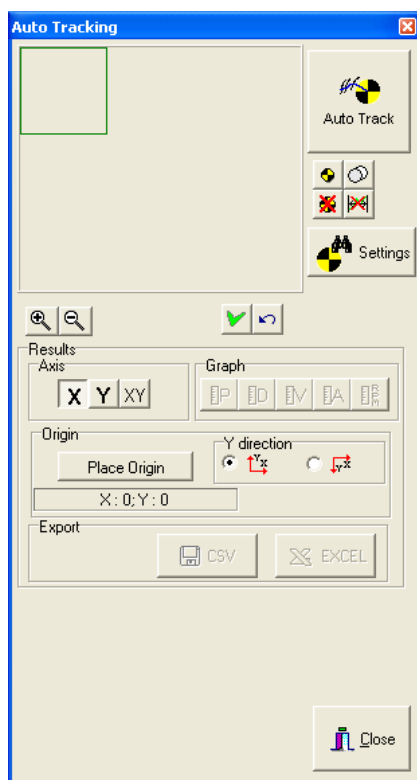 Auto Tracking
Auto Track
Settings
Results
Axis
X Y XY
Graph
P D V A RPM
Origin
Place Origin
Y direction
Y X
Y X
X : 0; Y : 0
Export
CSV
EXCEL
Close